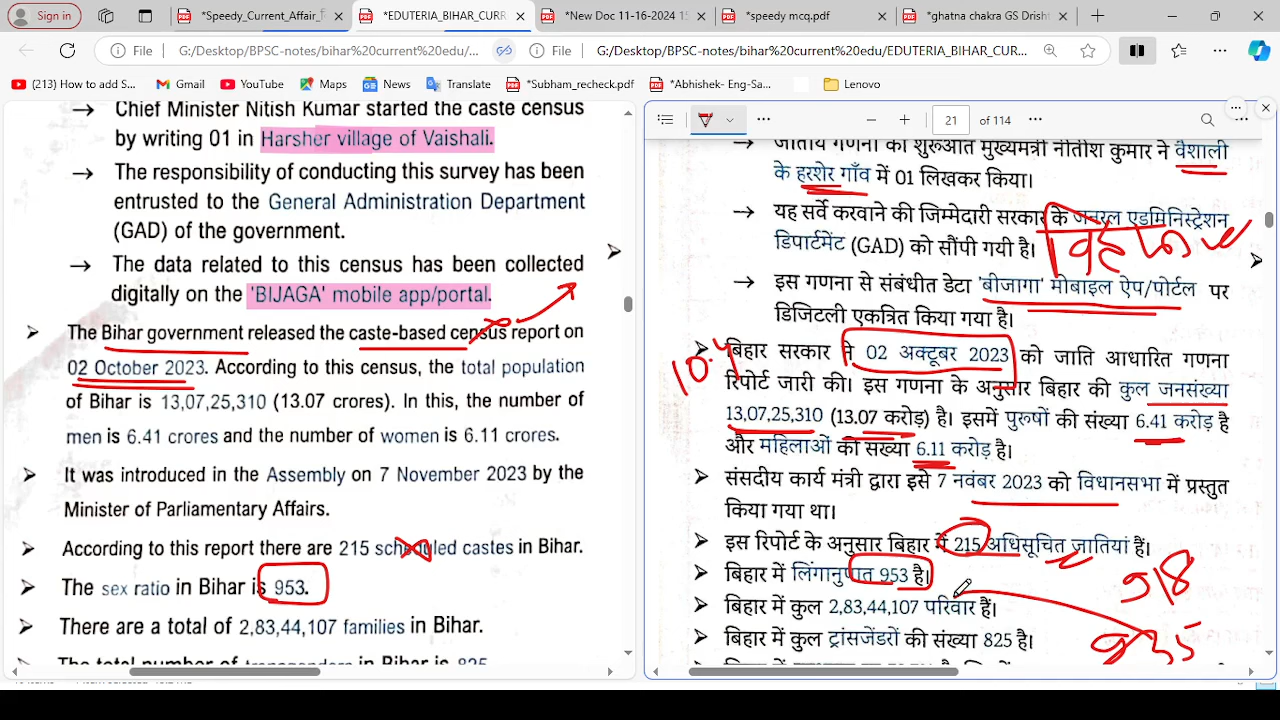 Sign in
*Speedy_Current_Affair_F
*EDUTERIA_BIHAR_CURR
*New Doc 11-16-2024 15
*speedy mcq.pdf
*ghatna chakra GS Drisht
File
G:/Desktop/BPSC-notes/bihar%20current%20edu/...
File
G:/Desktop/BPSC-notes/bihar%20current%20edu/EDUTERIA_BIHAR_CUR...
(213) How to add S...
Gmail
YouTube
Maps
News
Translate
*Subham_recheck.pdf
*Abhishek- Eng-Sa...
Lenovo
→ Chief Minister Nitish Kumar started the caste census
by writing 01 in Harsher village of Vaishali.
→ The responsibility of conducting this survey has been
entrusted to the General Administration Department
(GAD) of the government.
→ The data related to this census has been collected
digitally on the 'BIJAGA' mobile app/portal.
➤ The Bihar government released the caste-based census report on
02 October 2023. According to this census, the total population
of Bihar is 13,07,25,310 (13.07 crores). In this, the number of
men is 6.41 crores and the number of women is 6.11 crores.
➤ It was introduced in the Assembly on 7 November 2023 by the
Minister of Parliamentary Affairs.
➤ According to this report there are 215 scheduled castes in Bihar.
➤ The sex ratio in Bihar is 953.
➤ There are a total of 2,83,44,107 families in Bihar.
21 of 114
→ जातीय गणना की शुरूआत मुख्यमंत्री नीतीश कुमार ने वैशाली
के हरशेर गाँव में 01 लिखकर किया।
→ यह सर्वे करवाने की जिम्मेदारी सरकार के जनरल एडमिनिस्ट्रेशन
डिपार्टमेंट (GAD) को सौंपी गयी है।
→ इस गणना से संबंधीत डेटा 'बीजागा' मोबाइल ऐप/पोर्टल पर
डिजिटली एकत्रित किया गया है।
➤ बिहार सरकार ने 02 अक्टूबर 2023 को जाति आधारित गणना
रिपोर्ट जारी की। इस गणना के अनुसार बिहार की कुल जनसंख्या
13,07,25,310 (13.07 करोड़) है। इसमें पुरुषों की संख्या 6.41 करोड़ है
और महिलाओं की सख्या 6.11 करोड़ है।
➤ संसदीय कार्य मंत्री द्वारा इसे 7 नवंबर 2023 को विधानसभा में प्रस्तुत
किया गया था।
➤ इस रिपोर्ट के अनुसार बिहार में 215 अधिसूचित जातियां हैं।
➤ बिहार में लिंगानुपात 953 है।
➤ बिहार में कुल 2,83,44,107 परिवार हैं।
➤ बिहार में कुल ट्रांसजेंडरों की संख्या 825 है।
10.4
918
935